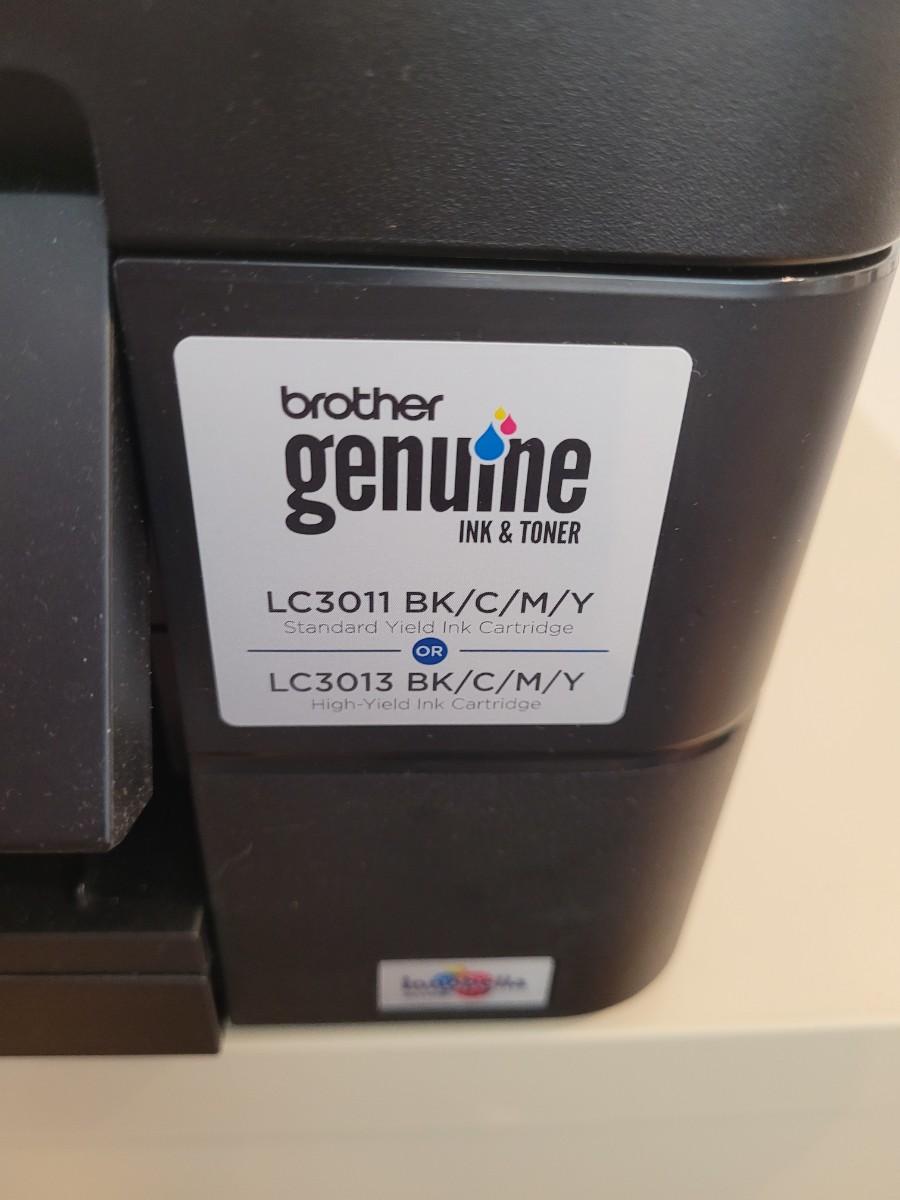 brother
genuine
INK & TONER
LC3011 BK/C/M/Y
Standard Yield Ink Cartridge
OR
LC3013 BK/C/M/Y
High-Yield Ink Cartridge